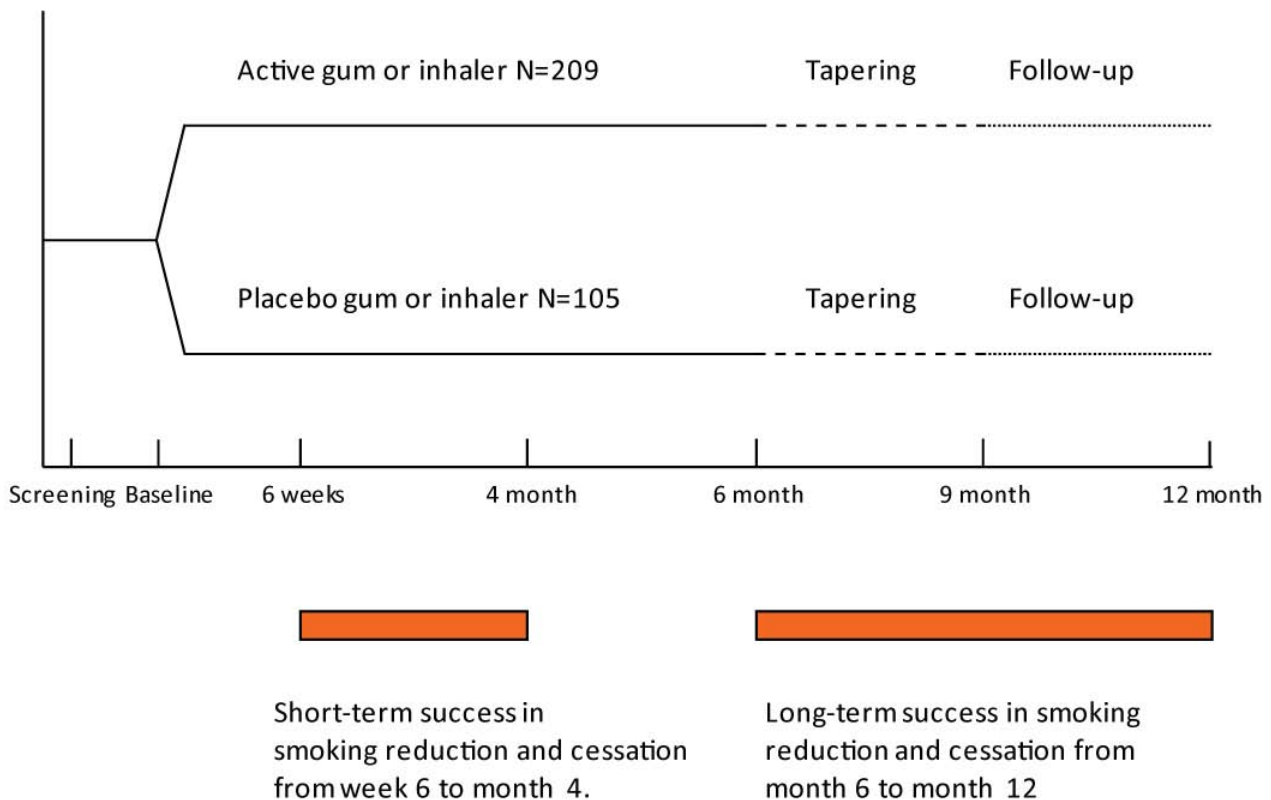 Active gum or inhaler N=209 Tapering Follow-up
Placebo gum or inhaler N=105 Tapering Follow-up
Screening Baseline 6 weeks 4 month 6 month 9 month 12 month
Short-term success in
smoking reduction and cessation
from week 6 to month 4.
Long-term success in smoking
reduction and cessation from
month 6 to month 12